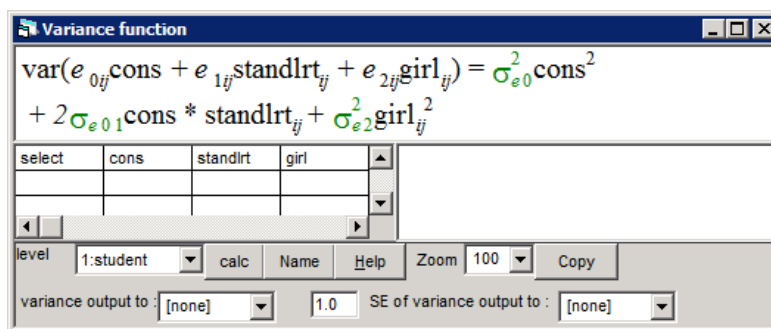 Variance function
var(e₀ᵢⱼcons + e₁ᵢⱼstandlrtᵢⱼ + e₂ᵢⱼgirlᵢⱼ) = σ²ₑ₀cons²
+ 2σₑ₀₁cons * standlrtᵢⱼ + σ²ₑ₂girlᵢⱼ²
select cons standlrt girl
level 1:student calc Name Help Zoom 100 Copy
variance output to : [none] 1.0 SE of variance output to : [none]